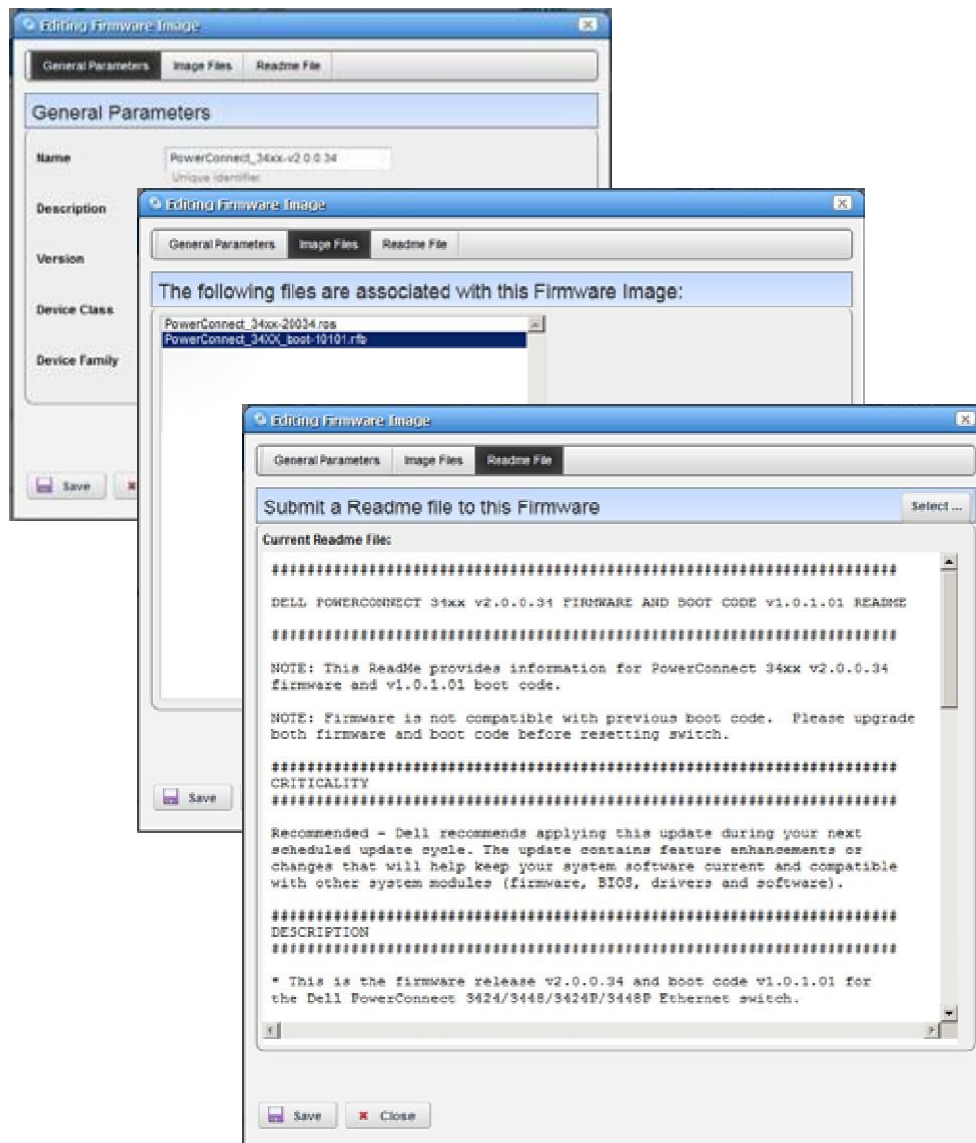 Editing Firmware Image
General Parameters Image Files Readme File
General Parameters
Name PowerConnect_34xx-v2.0.0.34
Unique identifier.
Description
Version
Device Class
Device Family
Save
Editing Firmware Image
General Parameters Image Files Readme File
The following files are associated with this Firmware Image:
PowerConnect_34xx-20034.ros
PowerConnect_34XX_boot-10101.rfb
Save
Editing Firmware Image
General Parameters Image Files Readme File
Submit a Readme file to this Firmware Select ...
Current Readme File:
######################################################################
DELL POWERCONNECT 34xx v2.0.0.34 FIRMWARE AND BOOT CODE v1.0.1.01 README
######################################################################
NOTE: This ReadMe provides information for PowerConnect 34xx v2.0.0.34
firmware and v1.0.1.01 boot code.
NOTE: Firmware is not compatible with previous boot code. Please upgrade
both firmware and boot code before resetting switch.
######################################################################
CRITICALITY
######################################################################
Recommended - Dell recommends applying this update during your next
scheduled update cycle. The update contains feature enhancements or
changes that will help keep your system software current and compatible
with other system modules (firmware, BIOS, drivers and software).
######################################################################
DESCRIPTION
######################################################################
* This is the firmware release v2.0.0.34 and boot code v1.0.1.01 for
the Dell PowerConnect 3424/3448/3424P/3448P Ethernet switch.
Save Close